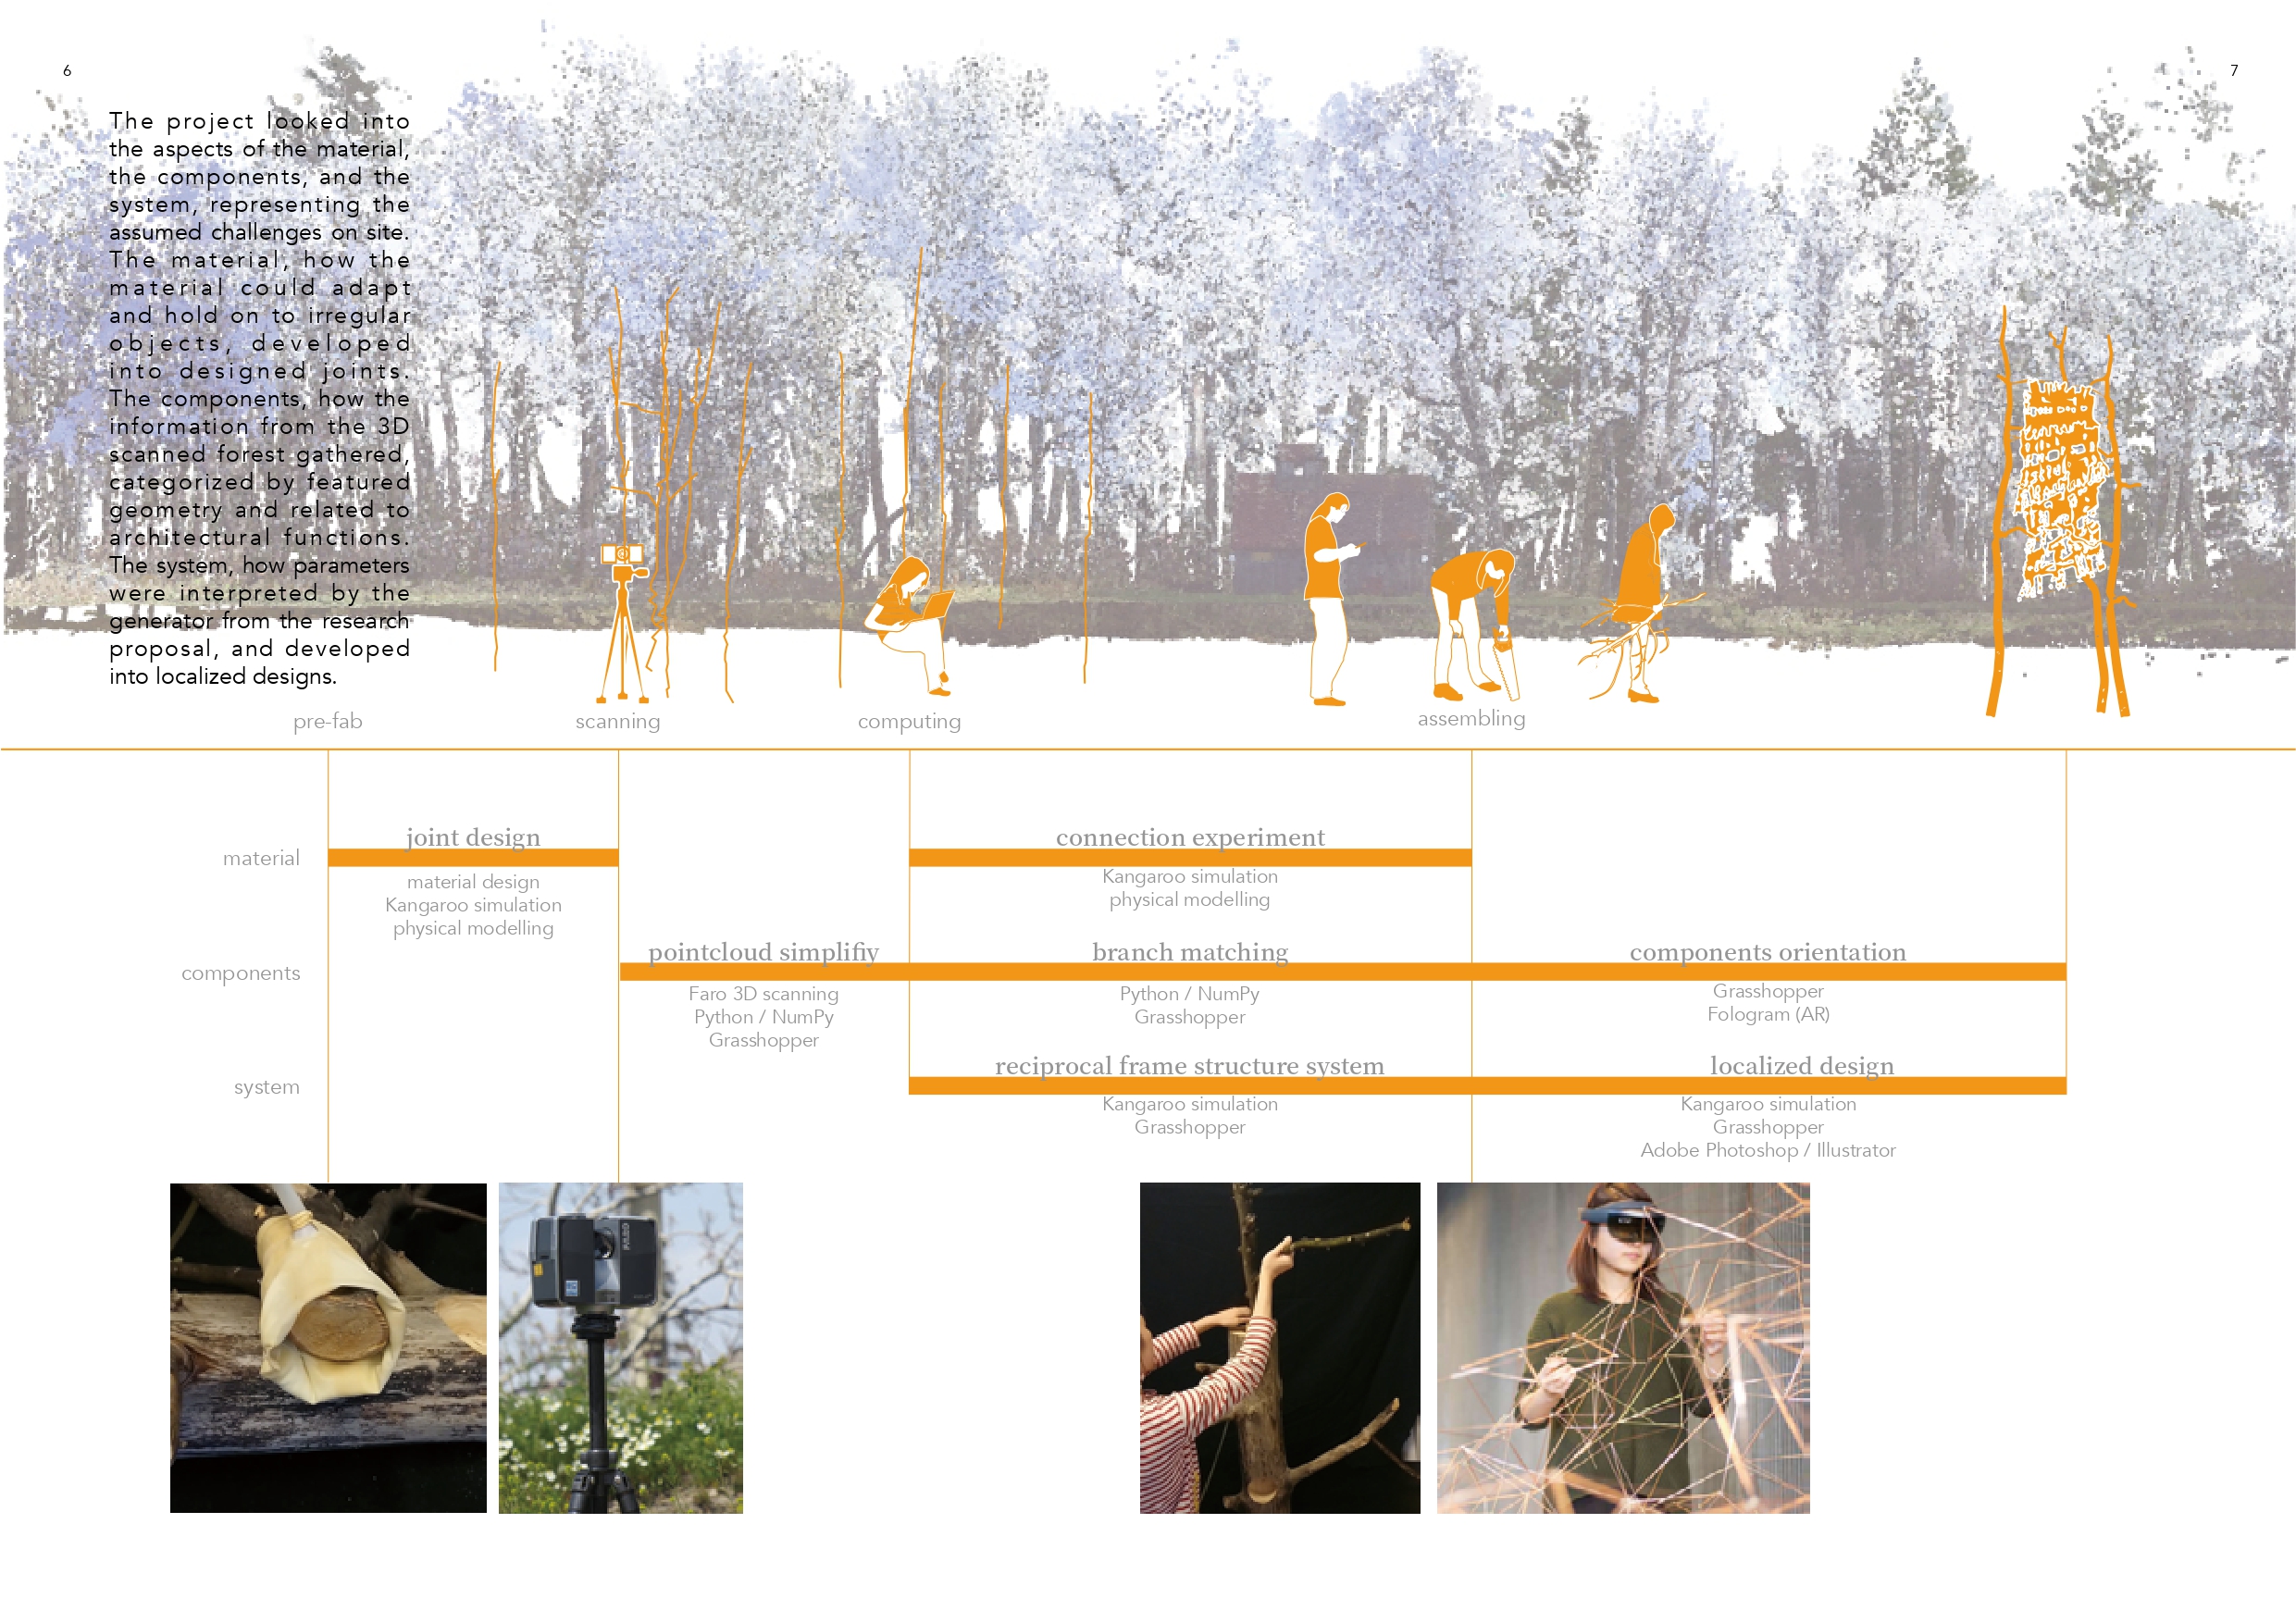 6
7
The project looked into
the aspects of the material,
the components, and the
system, representing the
assumed challenges on site.
The material, how the
material could adapt
and hold on to irregular
objects, developed
into designed joints.
The components, how the
information from the 3D
scanned forest gathered,
categorized by featured
geometry and related to
architectural functions.
The system, how parameters
were interpreted by the
generator from the research
proposal, and developed
into localized designs.
pre-fab
scanning
computing
assembling
material
joint design
material design
Kangaroo simulation
physical modelling
connection experiment
Kangaroo simulation
physical modelling
components
pointcloud simplifiy
Faro 3D scanning
Python / NumPy
Grasshopper
branch matching
Python / NumPy
Grasshopper
components orientation
Grasshopper
Fologram (AR)
system
reciprocal frame structure system
Kangaroo simulation
Grasshopper
localized design
Kangaroo simulation
Grasshopper
Adobe Photoshop / Illustrator
FARO